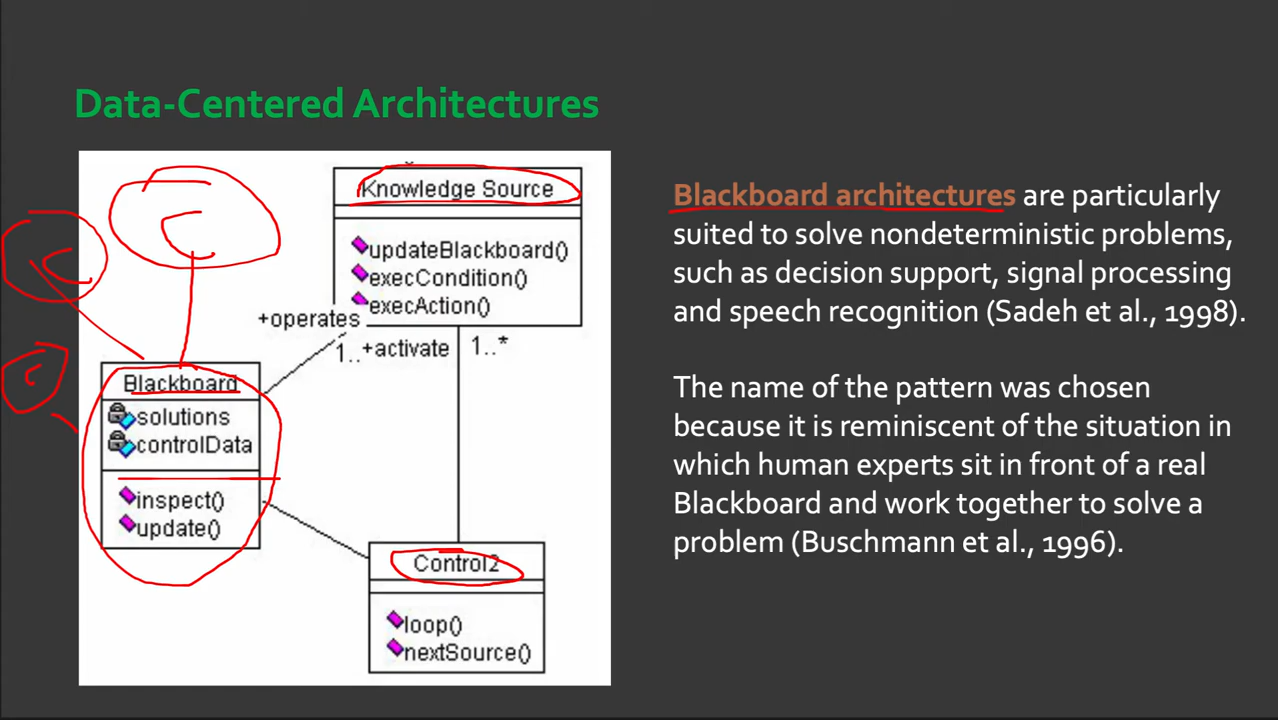 Data-Centered Architectures
Knowledge Source
updateBlackboard()
execCondition()
execAction()
+operates
1..
+activate
1..*
C
C
C
Blackboard
solutions
controlData
inspect()
update()
Control2
loop()
nextSource()
Blackboard architectures are particularly
suited to solve nondeterministic problems,
such as decision support, signal processing
and speech recognition (Sadeh et al., 1998).
The name of the pattern was chosen
because it is reminiscent of the situation in
which human experts sit in front of a real
Blackboard and work together to solve a
problem (Buschmann et al., 1996).